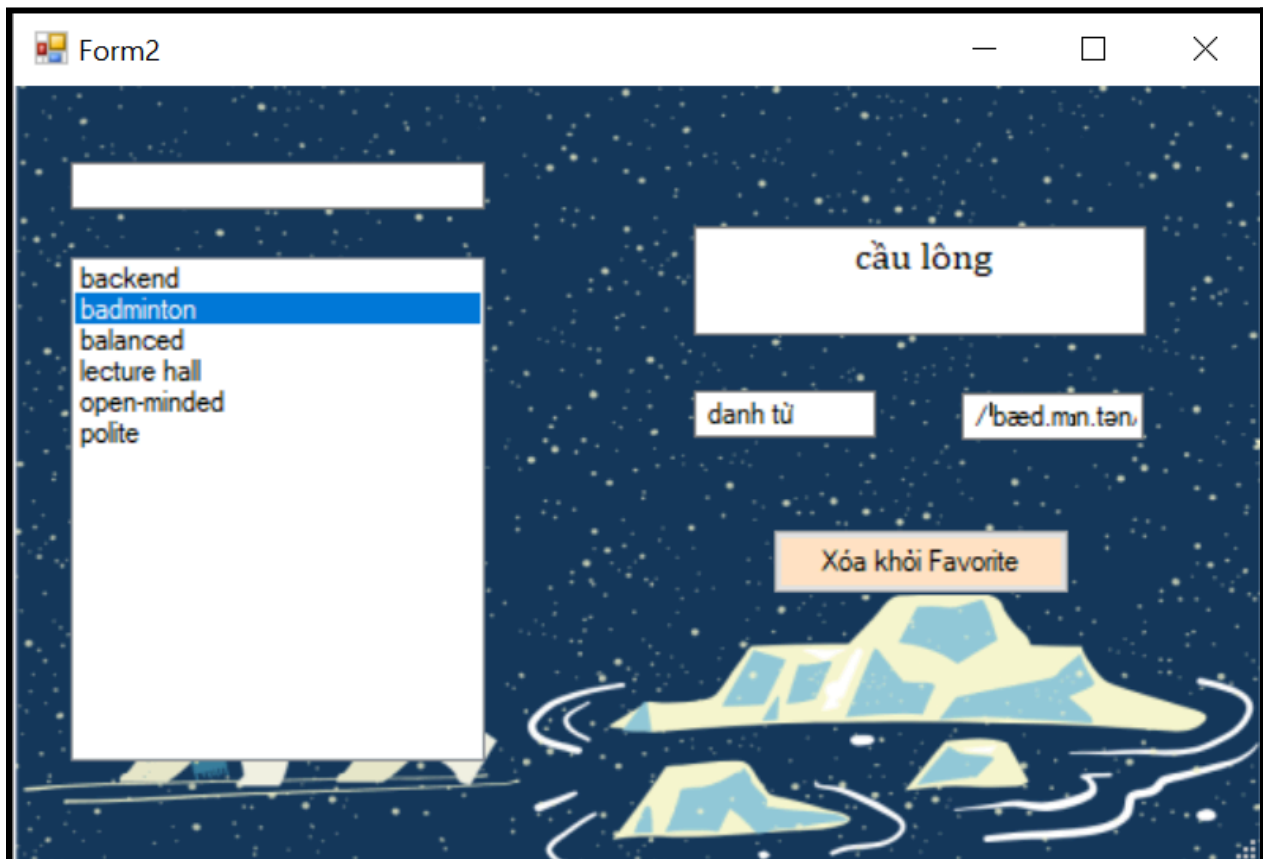 Form2
backend
badminton
balanced
lecture hall
open-minded
polite
cầu lông
danh từ
/ˈbæd.mɪn.tən/
Xóa khỏi Favorite